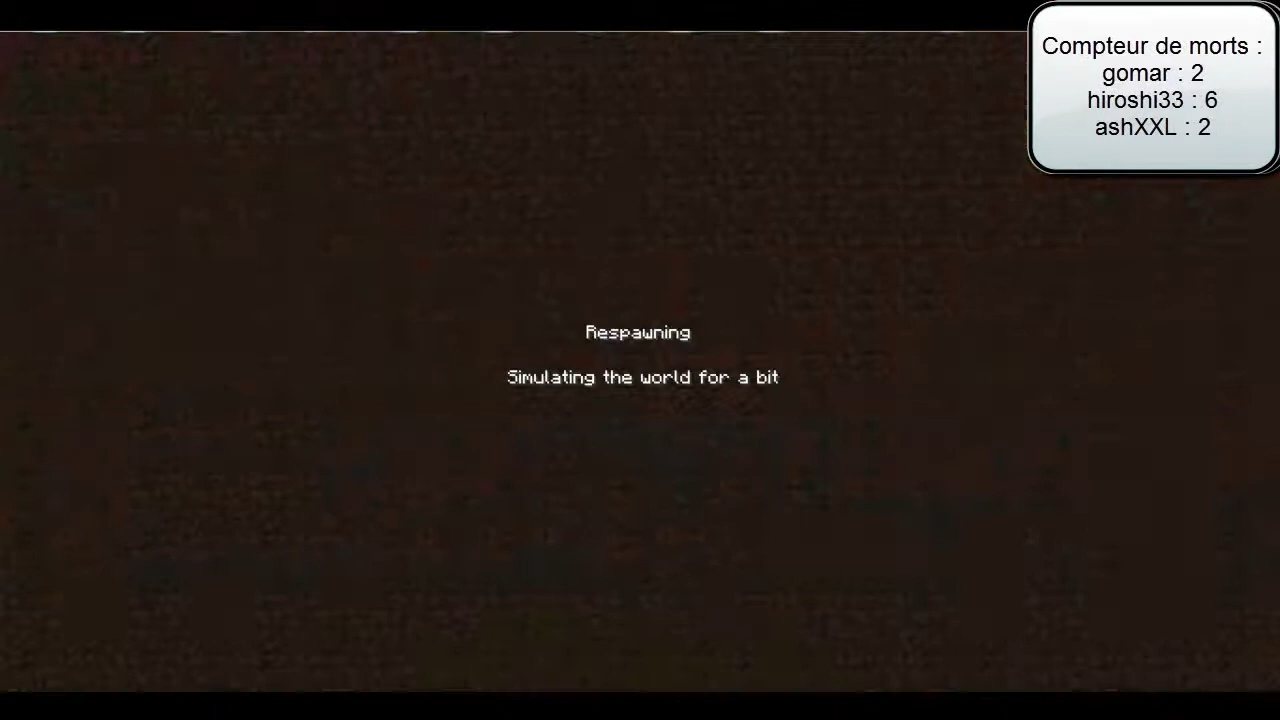 Compteur de morts :
gomar : 2
hiroshi33 : 6
ashXXL : 2
Respawning
Simulating the world for a bit